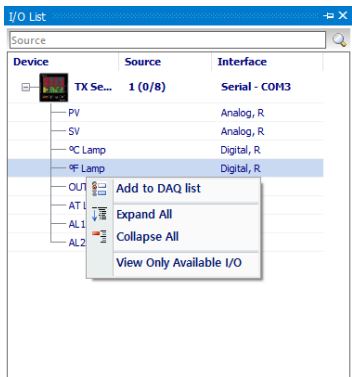 I/O List
Source
Device Source Interface
TX Se... 1 (0/8) Serial - COM3
PV Analog, R
SV Analog, R
ºC Lamp Digital, R
ºF Lamp Digital, R
OUT
Add to DAQ list
AT L
Expand All
AL1
Collapse All
AL2
View Only Available I/O